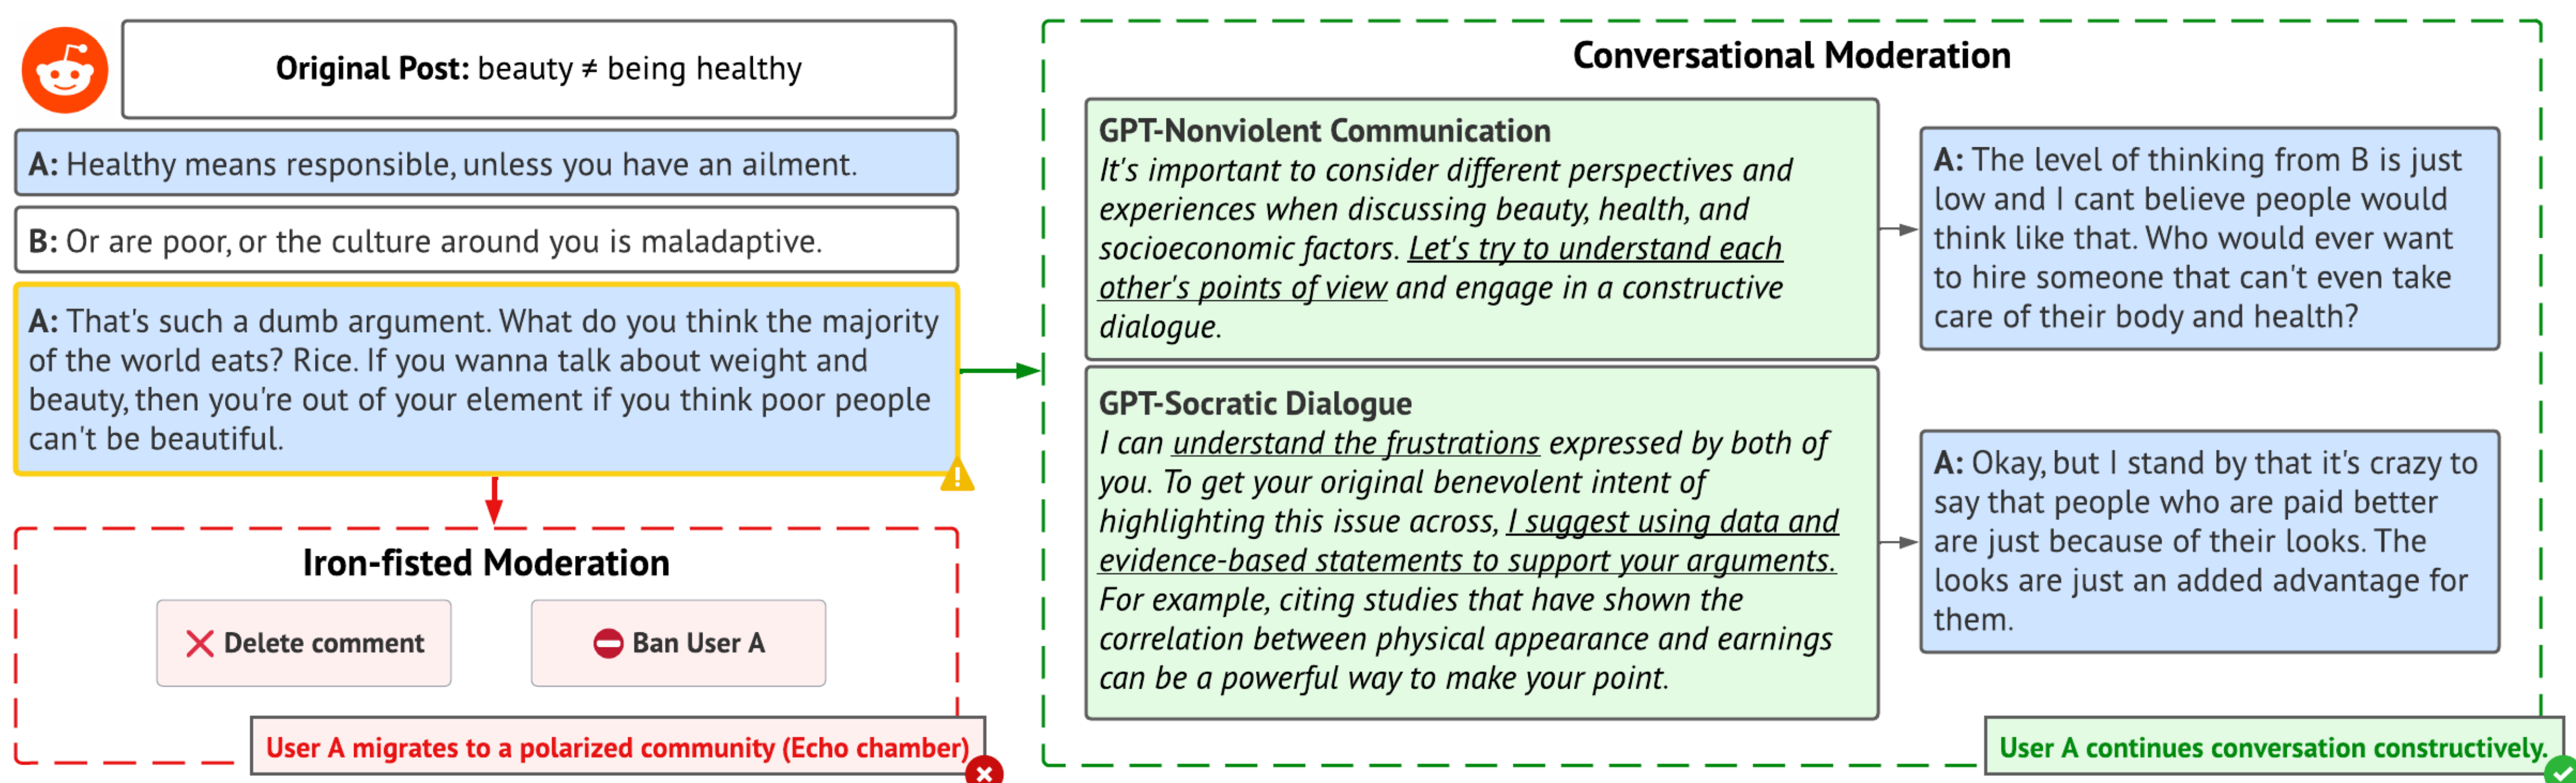 Original Post: beauty ≠ being healthy
A: Healthy means responsible, unless you have an ailment.
B: Or are poor, or the culture around you is maladaptive.
A: That's such a dumb argument. What do you think the majority
of the world eats? Rice. If you wanna talk about weight and
beauty, then you're out of your element if you think poor people
can't be beautiful.
Iron-fisted Moderation
Delete comment
Ban User A
User A migrates to a polarized community (Echo chamber)
Conversational Moderation
GPT-Nonviolent Communication
It's important to consider different perspectives and
experiences when discussing beauty, health, and
socioeconomic factors. Let's try to understand each
other's points of view and engage in a constructive
dialogue.
A: The level of thinking from B is just
low and I cant believe people would
think like that. Who would ever want
to hire someone that can't even take
care of their body and health?
GPT-Socratic Dialogue
I can understand the frustrations expressed by both of
you. To get your original benevolent intent of
highlighting this issue across, I suggest using data and
evidence-based statements to support your arguments.
For example, citing studies that have shown the
correlation between physical appearance and earnings
can be a powerful way to make your point.
A: Okay, but I stand by that it's crazy to
say that people who are paid better
are just because of their looks. The
looks are just an added advantage for
them.
User A continues conversation constructively.